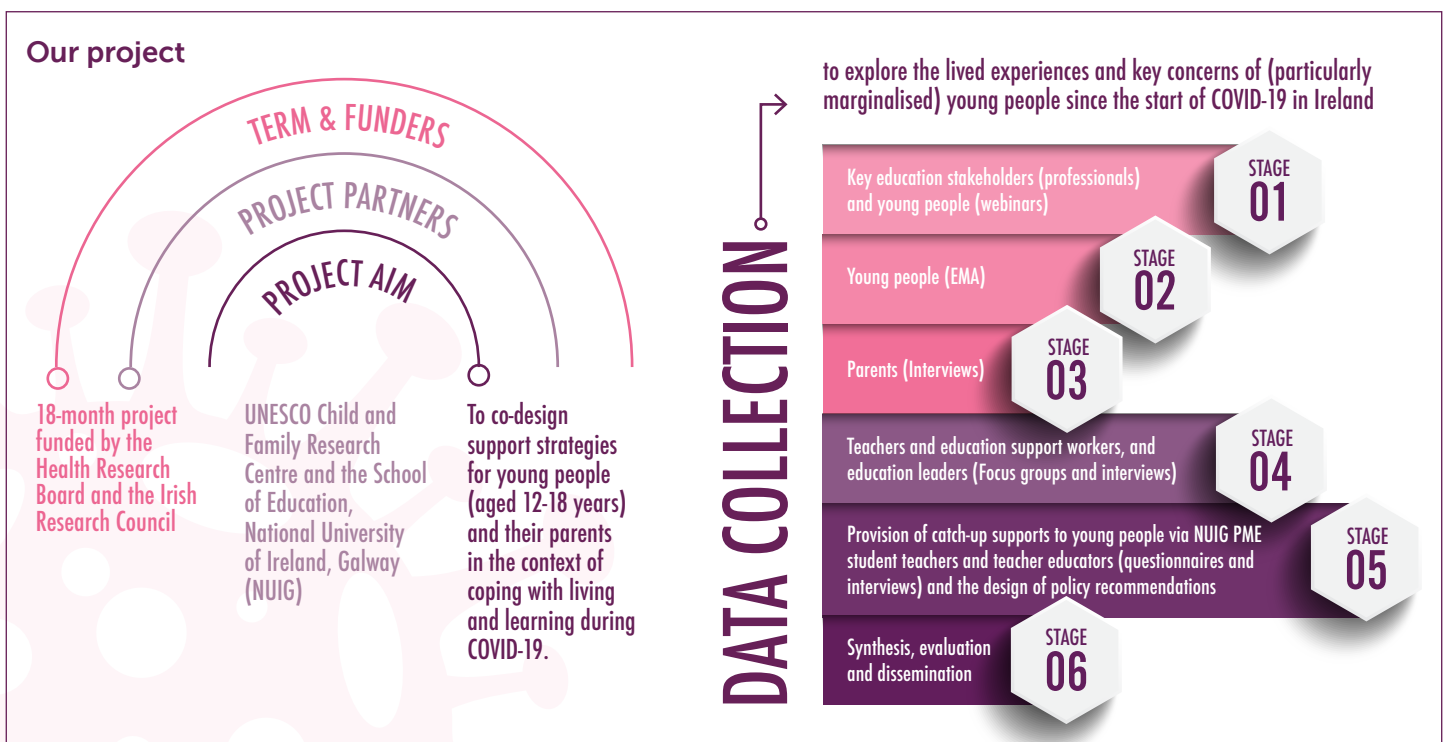 Our project
TERM & FUNDERS
PROJECT PARTNERS
PROJECT AIM
18-month project
funded by the
Health Research
Board and the Irish
Research Council
UNESCO Child and
Family Research
Centre and the School
of Education,
National University
of Ireland, Galway
(NUIG)
To co-design
support strategies
for young people
(aged 12-18 years)
and their parents
in the context of
coping with living
and learning during
COVID-19.
DATA COLLECTION
to explore the lived experiences and key concerns of (particularly
marginalised) young people since the start of COVID-19 in Ireland
Key education stakeholders (professionals)
and young people (webinars)
STAGE
01
Young people (EMA)
STAGE
02
Parents (Interviews)
STAGE
03
Teachers and education support workers, and
education leaders (Focus groups and interviews)
STAGE
04
Provision of catch-up supports to young people via NUIG PME
student teachers and teacher educators (questionnaires and
interviews) and the design of policy recommendations
STAGE
05
Synthesis, evaluation
and dissemination
STAGE
06